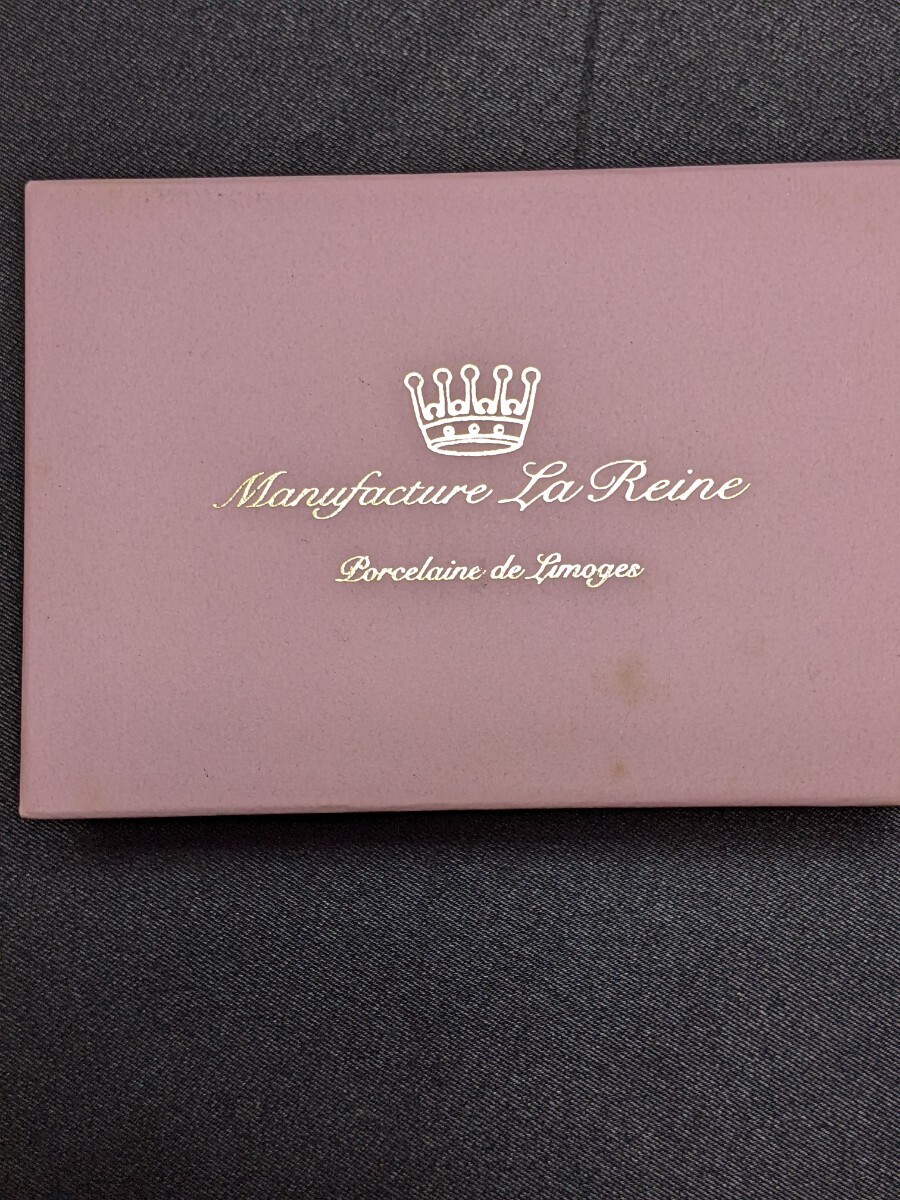 Manufacture La Reine
Porcelaine de Limoges